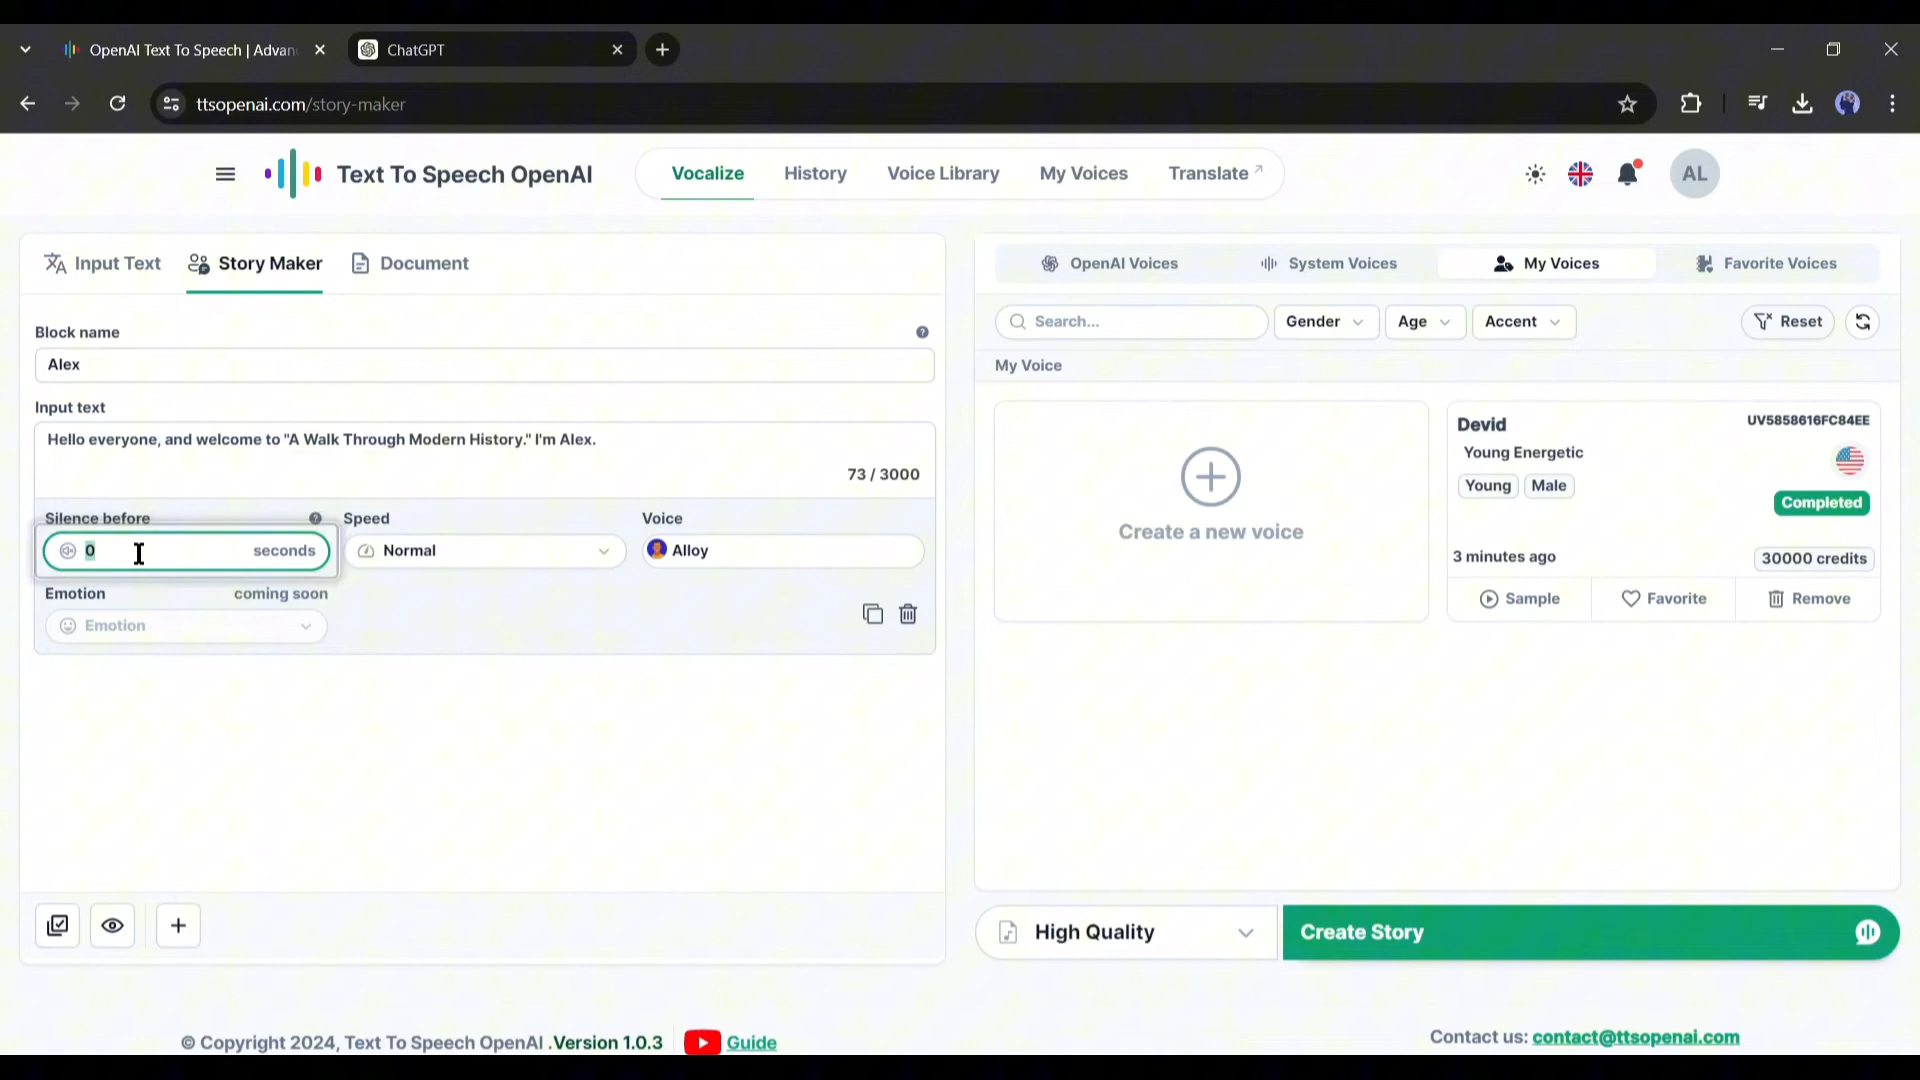 OpenAI Text To Speech | Advan
ChatGPT
ttsopenai.com/story-maker
Text To Speech OpenAI
Vocalize
History
Voice Library
My Voices
Translate
AL
Input Text
Story Maker
Document
OpenAI Voices
System Voices
My Voices
Favorite Voices
Block name
Search...
Gender
Age
Accent
Reset
Alex
My Voice
Input text
Hello everyone, and welcome to "A Walk Through Modern History." I'm Alex.
73 / 3000
Devid
UV5858616FC84EE
Young Energetic
Young
Male
Completed
Create a new voice
3 minutes ago
30000 credits
Sample
Favorite
Remove
Silence before
Speed
Voice
0
seconds
Normal
Alloy
Emotion
coming soon
Emotion
High Quality
Create Story
© Copyright 2024, Text To Speech OpenAI .Version 1.0.3
Guide
Contact us: contact@ttsopenai.com